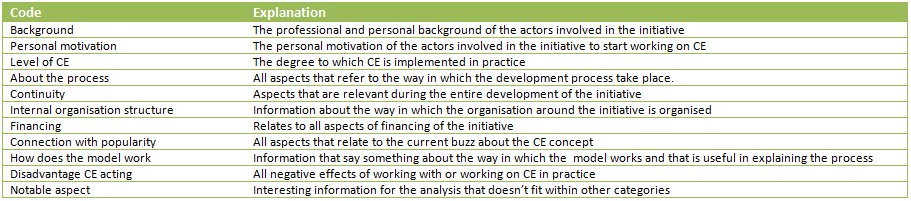 Code Explanation
Background The professional and personal background of the actors involved in the initiative
Personal motivation The personal motivation of the actors involved in the initiative to start working on CE
Level of CE The degree to which CE is implemented in practice
About the process All aspects that refer to the way in which the development process take place.
Continuity Aspects that are relevant during the entire development of the initiative
Internal organisation structure Information about the way in which the organisation around the initiative is organised
Financing Relates to all aspects of financing of the initiative
Connection with popularity All aspects that relate to the current buzz about the CE concept
How does the model work Information that say something about the way in which the model works and that is useful in explaining the process
Disadvantage CE acting All negative effects of working with or working on CE in practice
Notable aspect Interesting information for the analysis that doesn't fit within other categories